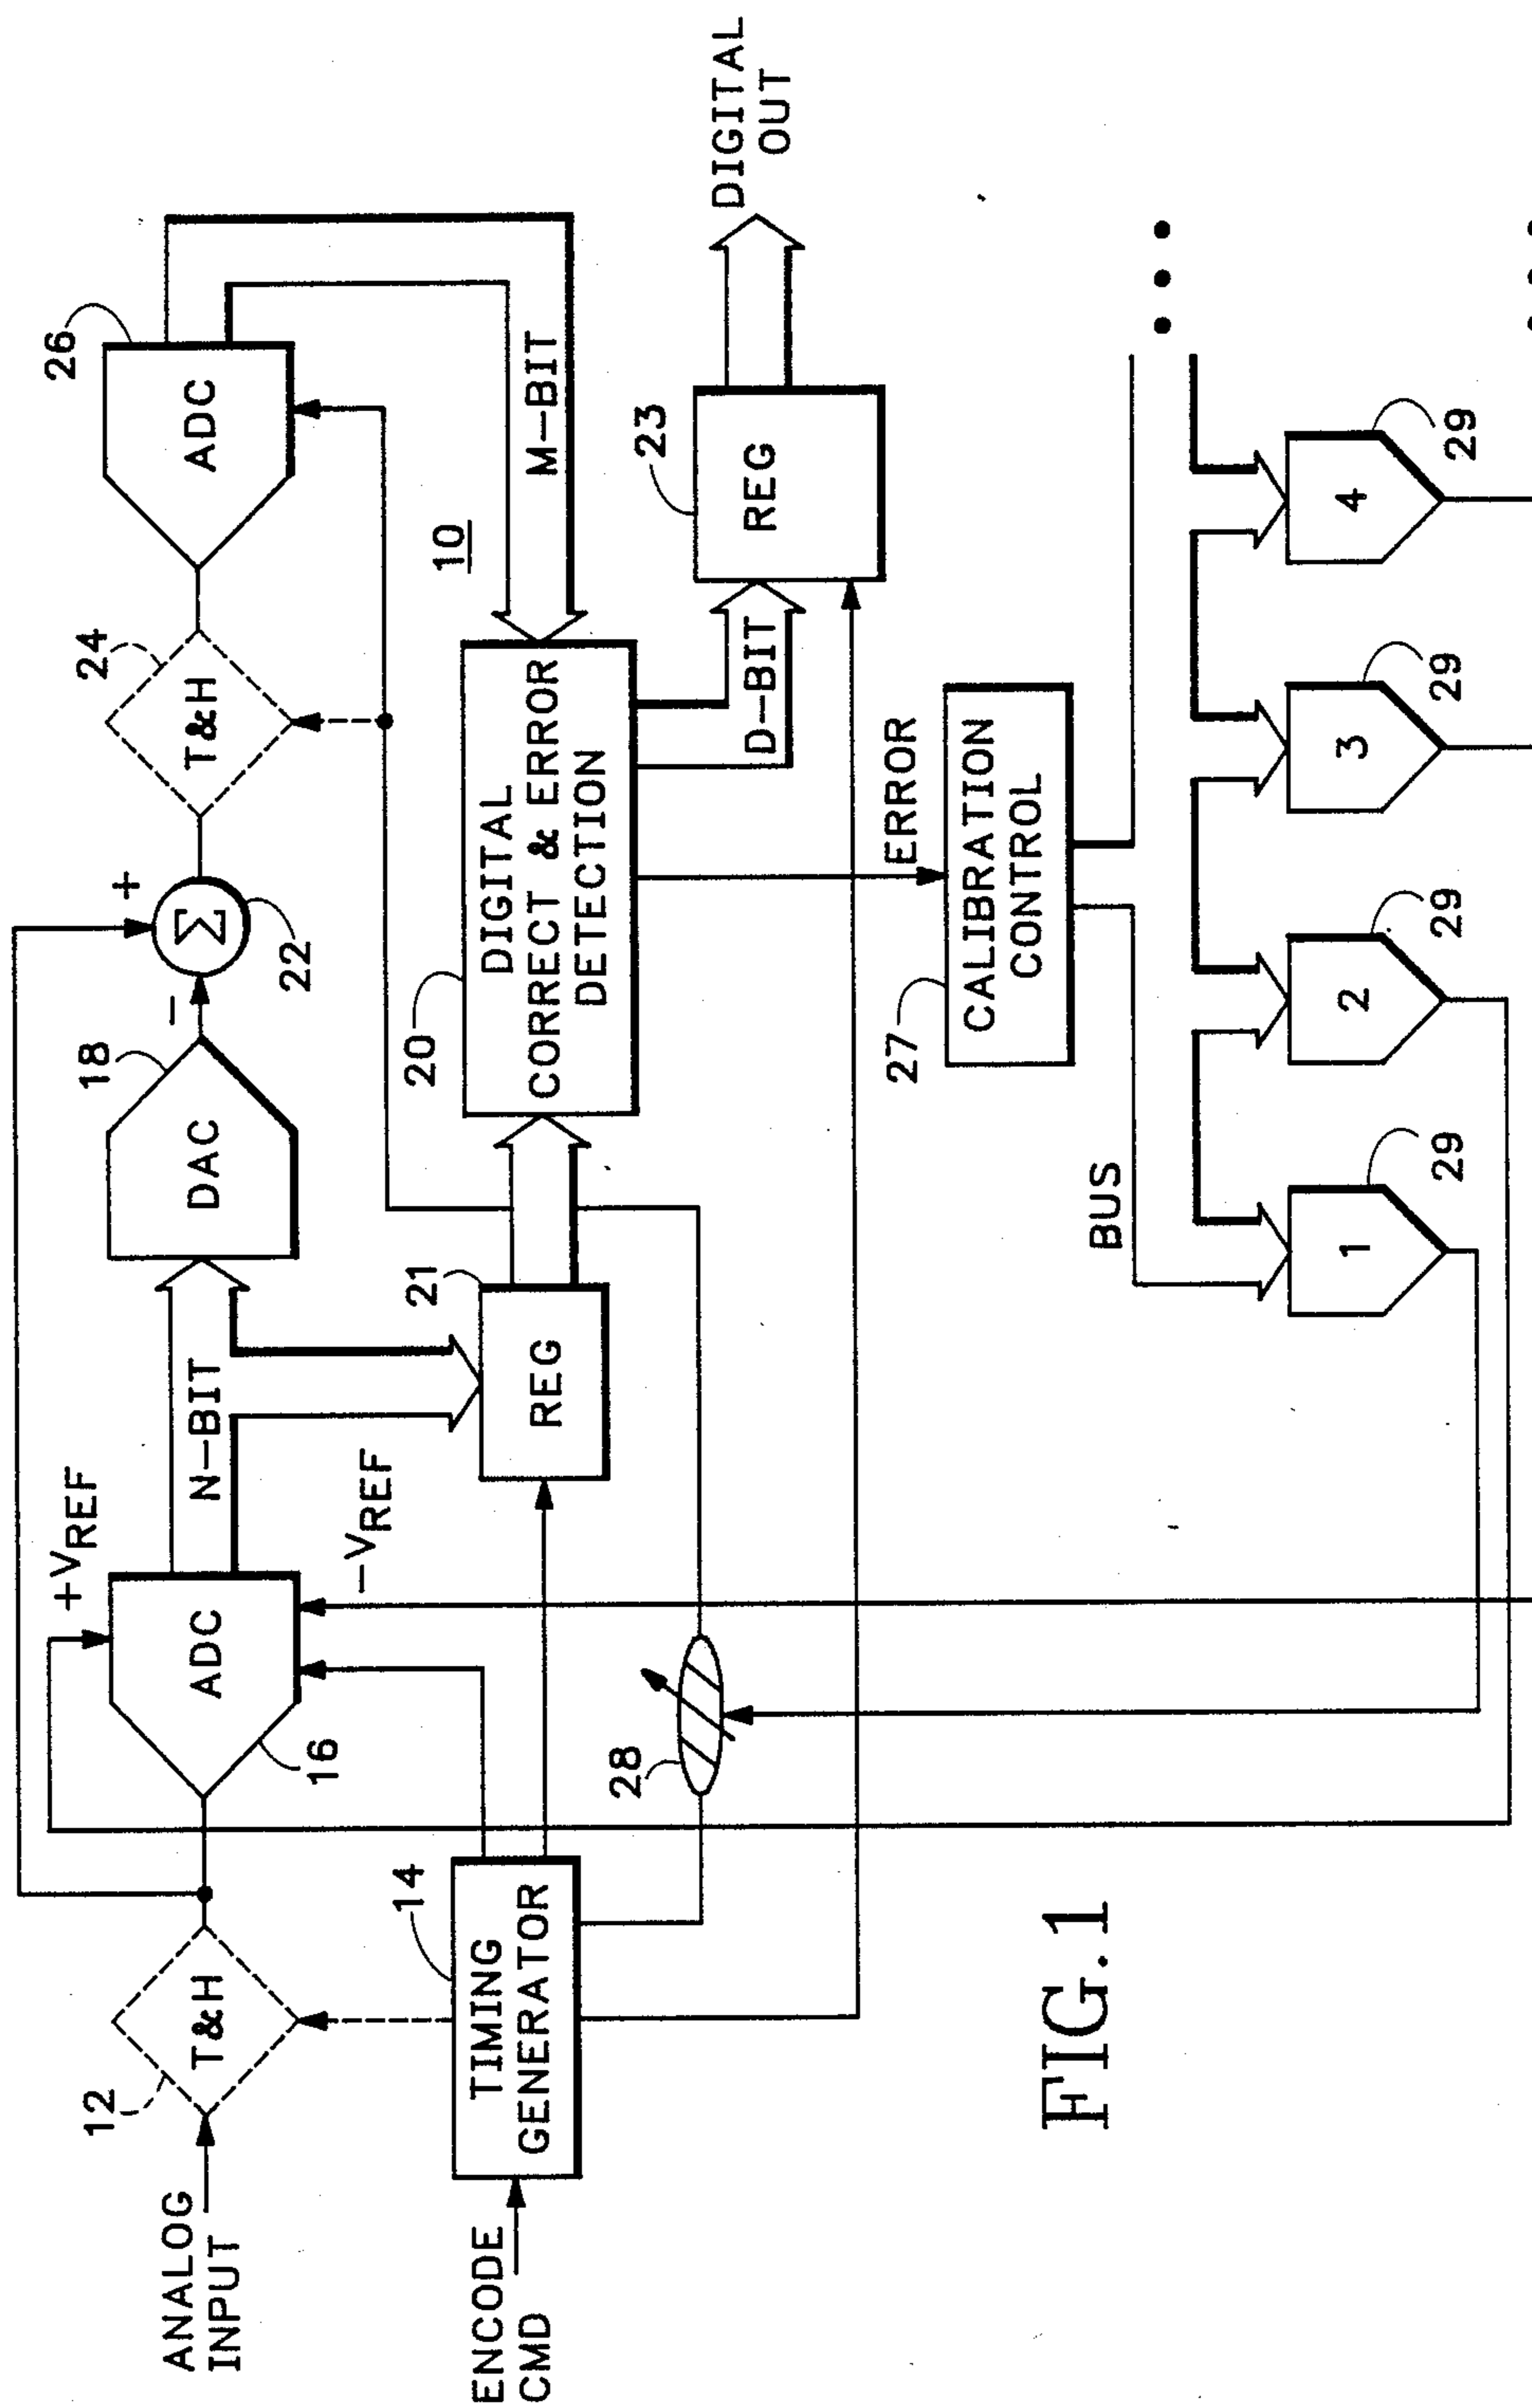 ANALOG
INPUT
12
T&H
+VREF
ADC
16
N-BIT
-VREF
DAC
18
-
+
Σ
22
T&H
24
ADC
26
ENCODE
CMD
TIMING
GENERATOR
14
REG
21
DIGITAL
CORRECT & ERROR
DETECTION
20
10
M-BIT
D-BIT
REG
23
DIGITAL
OUT
28
ERROR
CALIBRATION
CONTROL
27
BUS
1
29
2
29
3
29
4
29
FIG.1